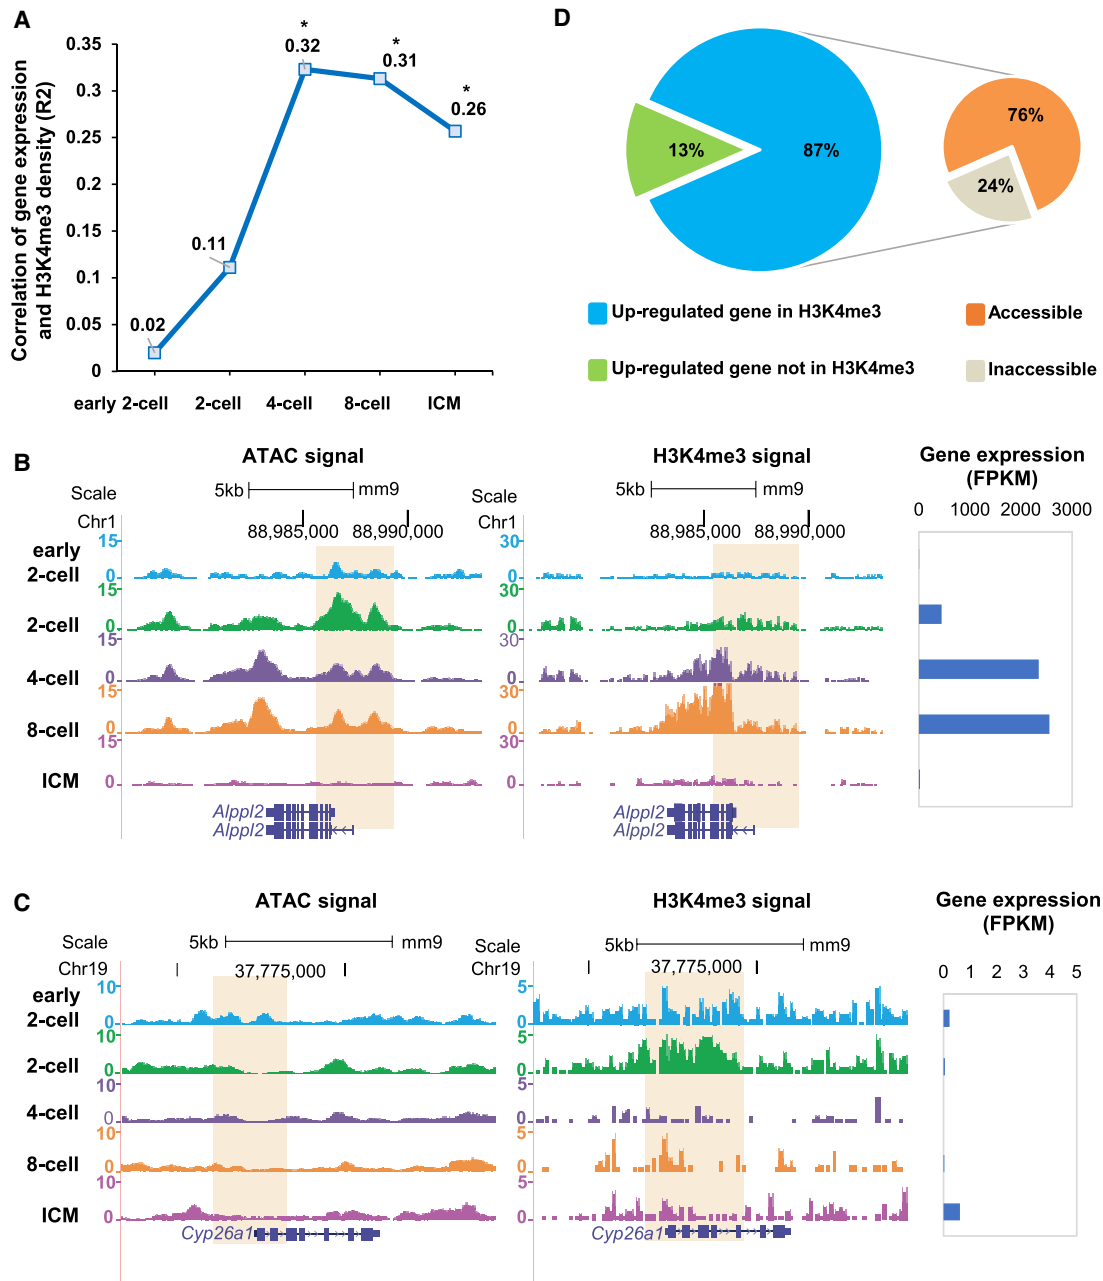 A
Correlation of gene expression
and H3K4me3 density (R2)
0.35
0.3
0.25
0.2
0.15
0.1
0.05
0
0.02
0.11
*
0.32
*
0.31
*
0.26
early 2-cell
2-cell
4-cell
8-cell
ICM
D
13%
87%
76%
24%
Up-regulated gene in H3K4me3
Up-regulated gene not in H3K4me3
Accessible
Inaccessible
B
ATAC signal
H3K4me3 signal
Gene expression
(FPKM)
Scale
5kb
mm9
Scale
5kb
mm9
0 1000 2000 3000
Chr1
88,985,000
88,990,000
Chr1
88,985,000
88,990,000
early
2-cell
15
0
30
0
2-cell
15
0
30
0
4-cell
15
0
30
0
8-cell
15
0
30
0
ICM
15
0
30
0
Alppl2
Alppl2
Alppl2
Alppl2
C
ATAC signal
H3K4me3 signal
Gene expression
(FPKM)
Scale
5kb
mm9
Scale
5kb
mm9
Chr19
37,775,000
Chr19
37,775,000
0 1 2 3 4 5
early
2-cell
10
0
5
0
2-cell
10
0
5
0
4-cell
10
0
5
0
8-cell
10
0
5
0
ICM
10
0
5
0
Cyp26a1
Cyp26a1